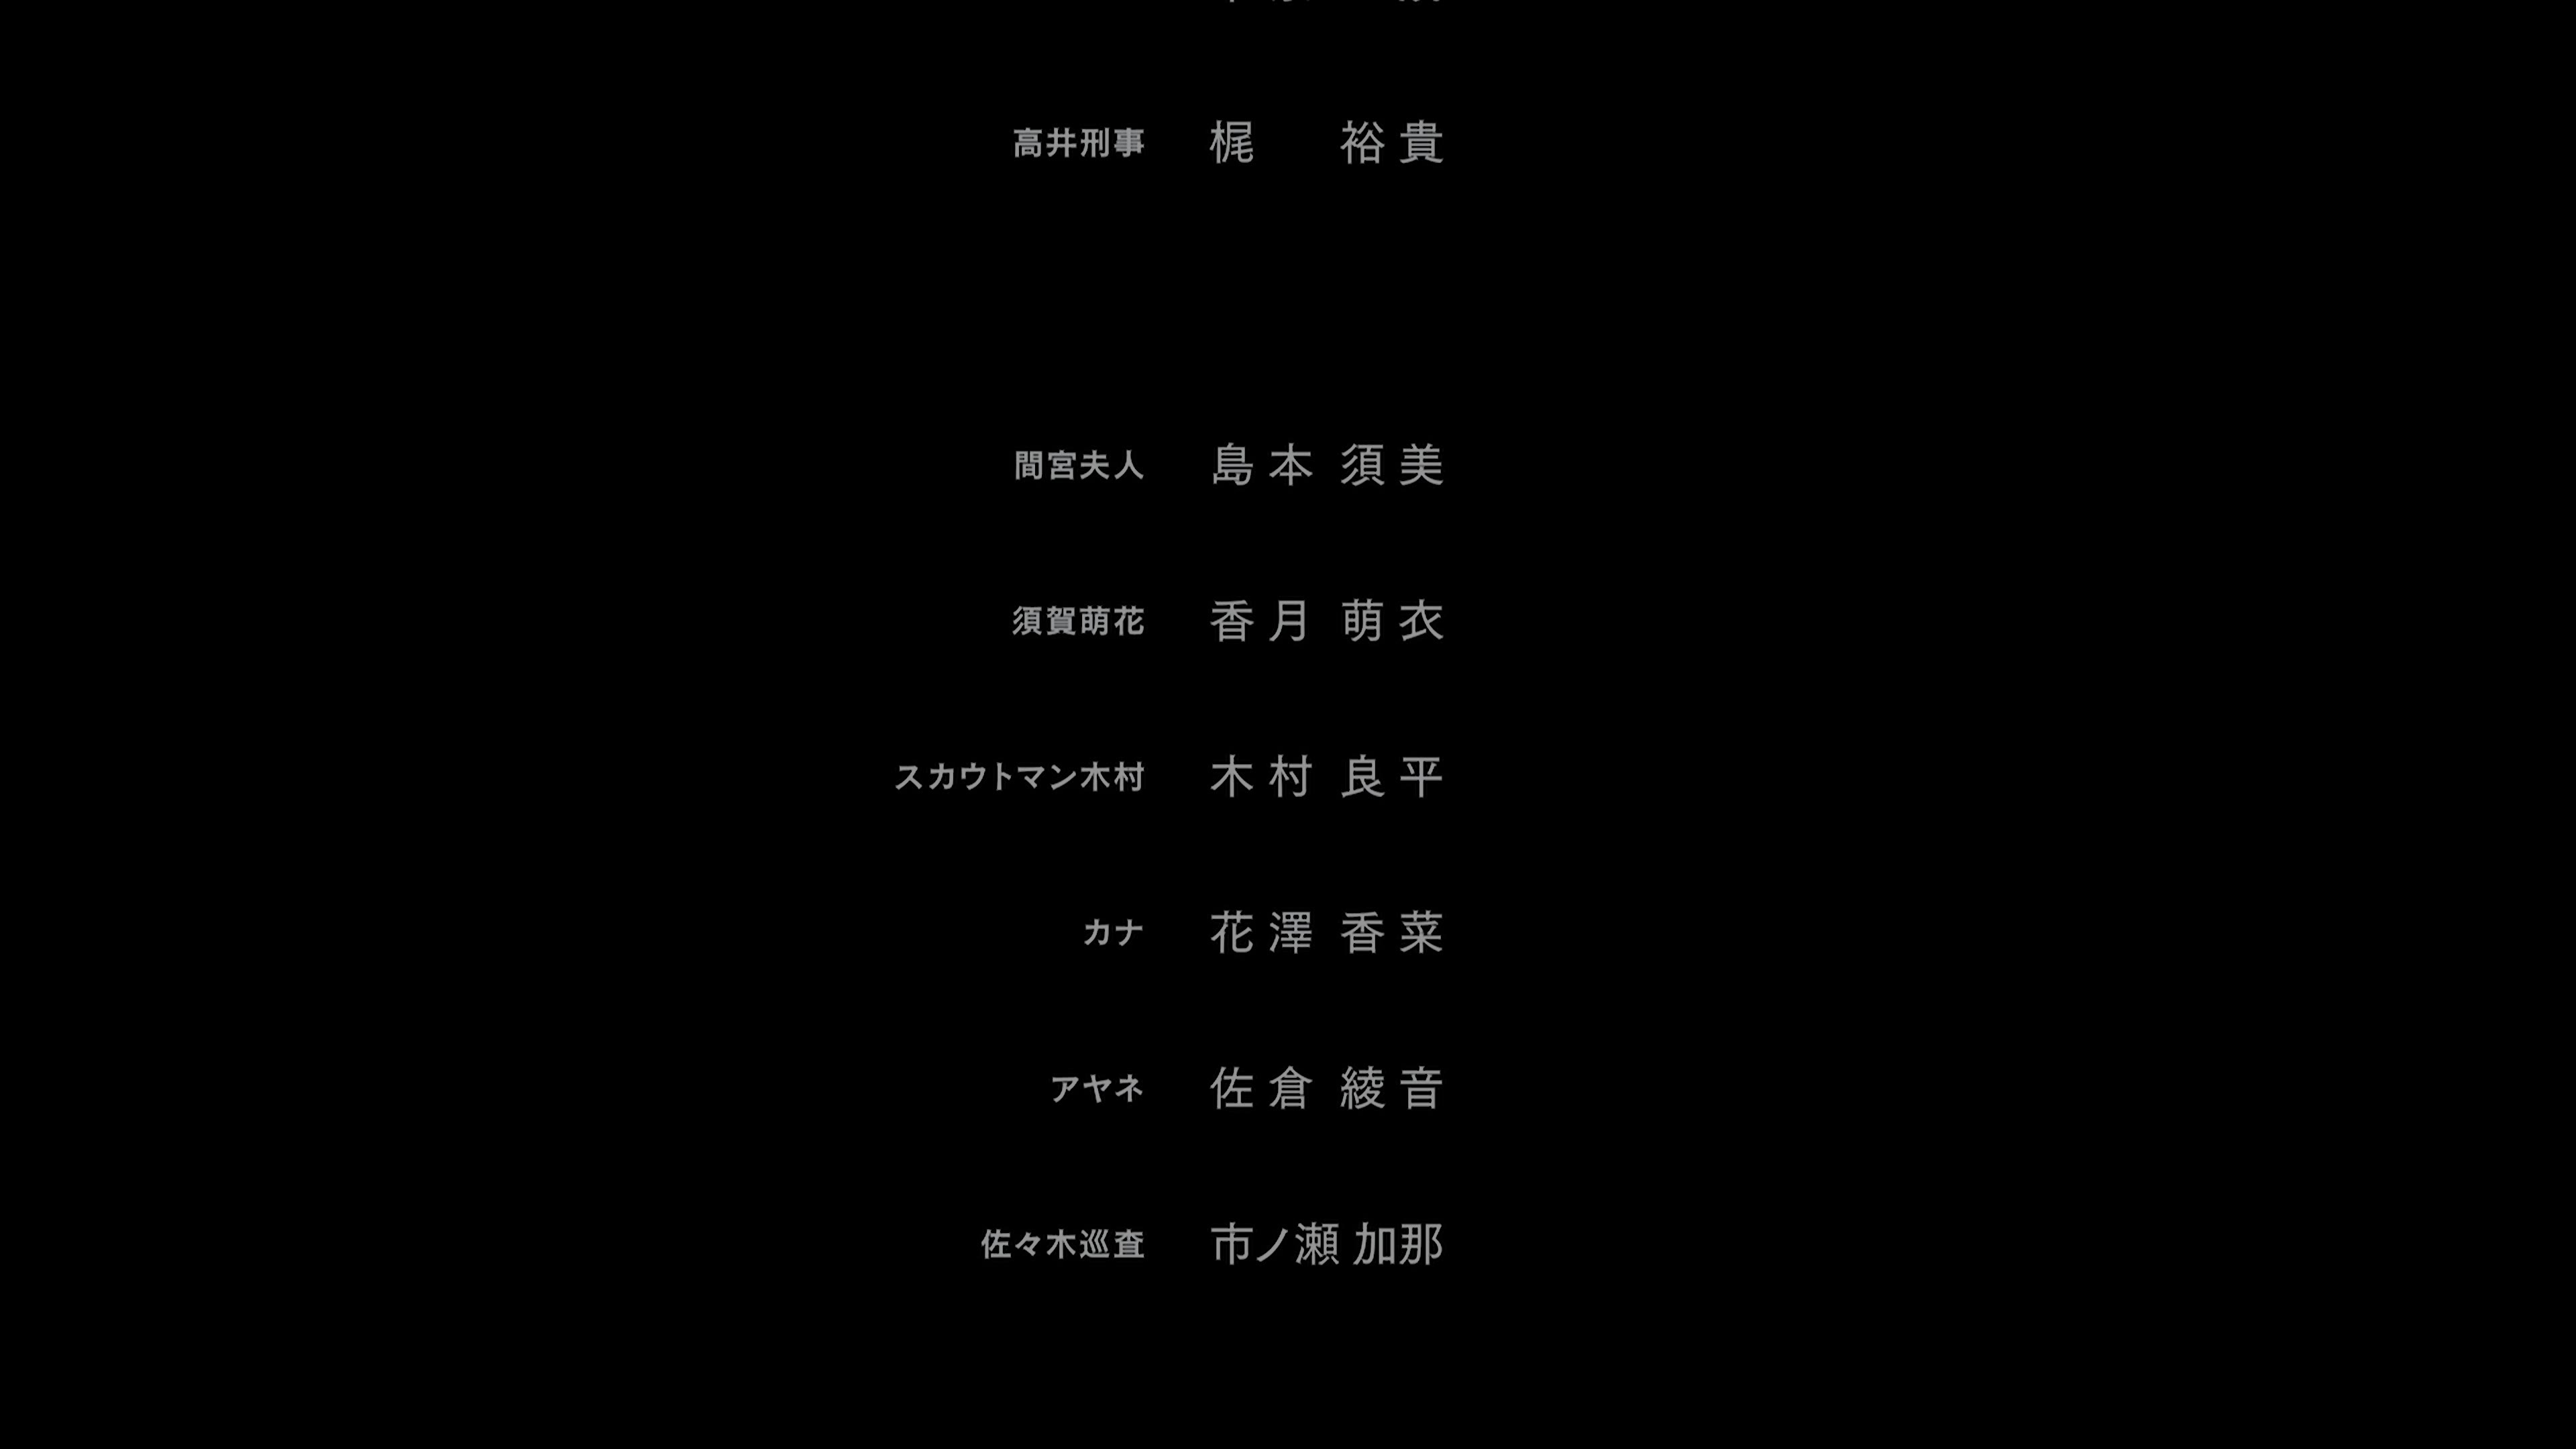 高井刑事 梶 裕貴
間宮夫人 島本 須美
須賀萌花 香月 萌衣
スカウトマン木村 木村 良平
カナ 花澤 香菜
アヤネ 佐倉 綾音
佐々木巡査 市ノ瀬 加那